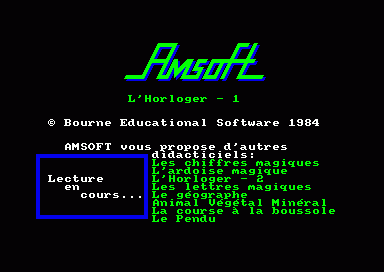 AMSOFT
L'Horloger - 1
© Bourne Educational Software 1984
AMSOFT vous propose d'autres
didacticiels:
Les chiffres magiques
L'ardoise magique
L'Horloger - 2
Les lettres magiques
Le géographe
Animal Végétal Minéral
La course à la boussole
Le Pendu
Lecture
en
cours...